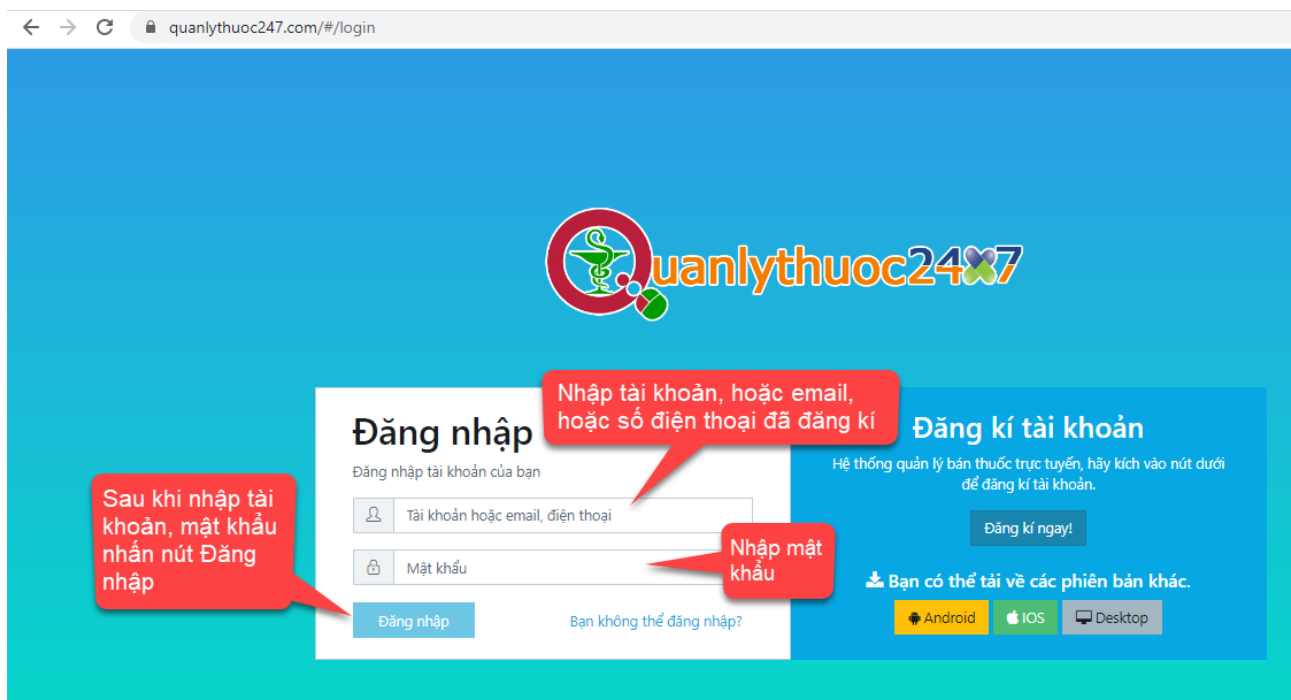 quanlythuoc247.com/#/login
Quanlythuoc24x7
Nhập tài khoản, hoặc email,
hoặc số điện thoại đã đăng kí
Đăng nhập
Đăng nhập tài khoản của bạn
Tài khoản hoặc email, điện thoại
Mật khẩu
Nhập mật
khẩu
Đăng nhập
Bạn không thể đăng nhập?
Sau khi nhập tài
khoản, mật khẩu
nhấn nút Đăng
nhập
Đăng kí tài khoản
Hệ thống quản lý bán thuốc trực tuyến, hãy kích vào nút dưới
để đăng kí tài khoản.
Đăng kí ngay!
Bạn có thể tải về các phiên bản khác.
Android
IOS
Desktop